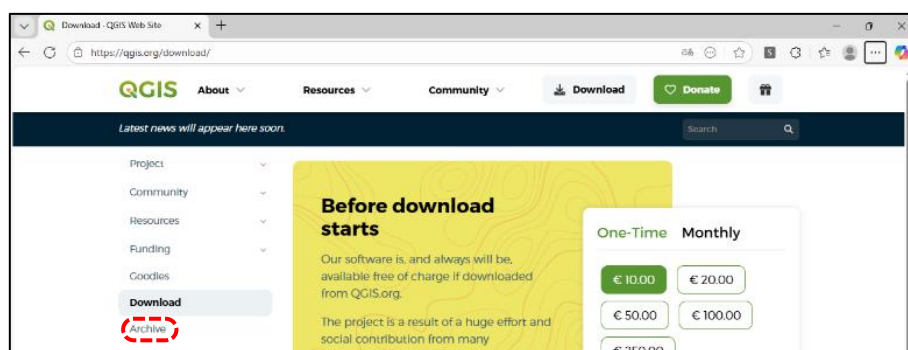 Download - QGIS Web Site
https://qgis.org/download/
QGIS About Resources Community Download Donate
Latest news will appear here soon.
Search
Project
Community
Resources
Funding
Goodies
Download
Archive
Before download
starts
Our software is, and always will be,
available free of charge if downloaded
from QGIS.org.
The project is a result of a huge effort and
social contribution from many
One-Time Monthly
€ 10.00 € 20.00
€ 50.00 € 100.00
€ 250.00